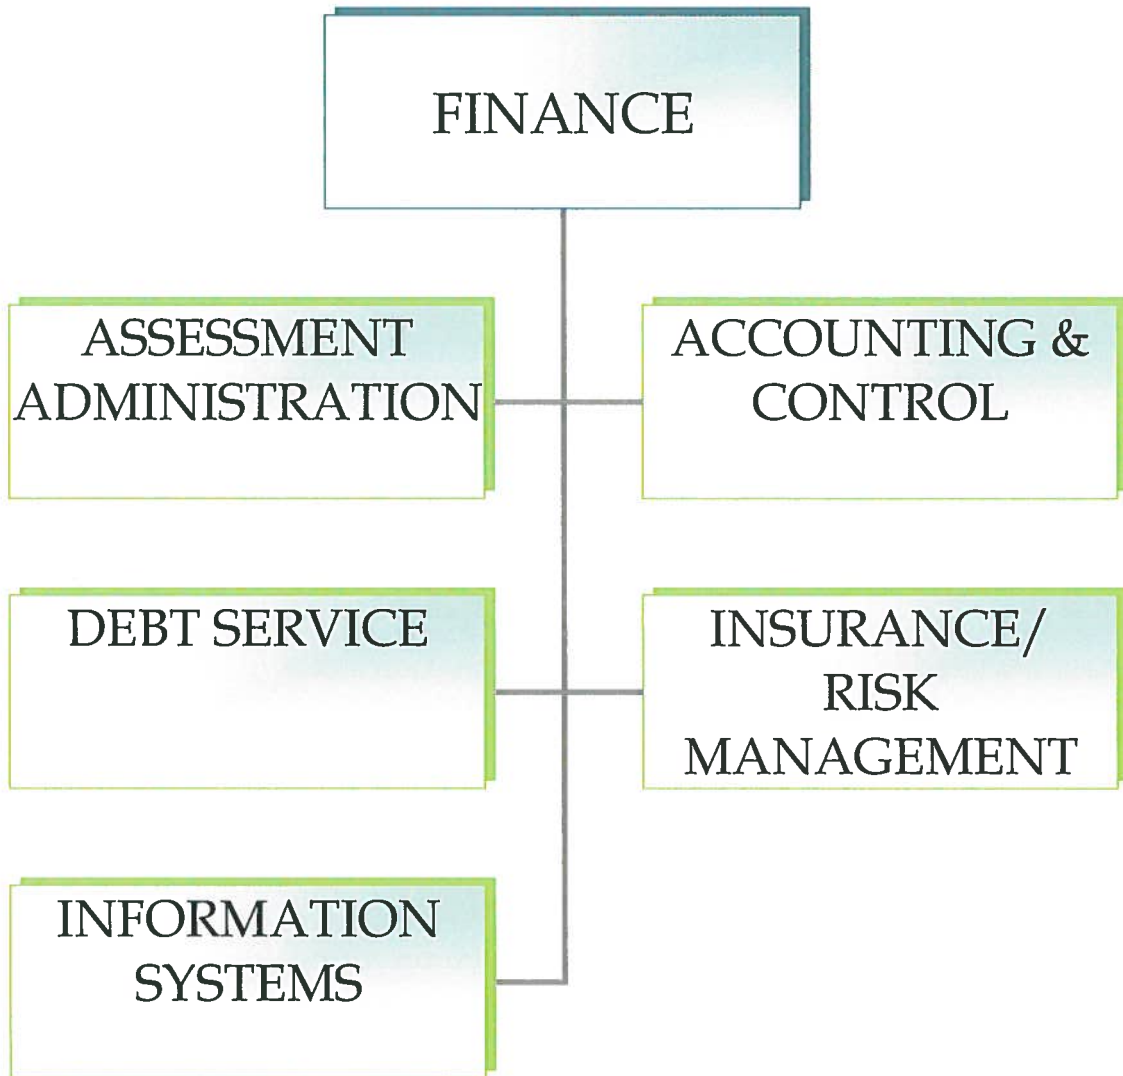 FINANCE
ASSESSMENT
ADMINISTRATION
ACCOUNTING &
CONTROL
DEBT SERVICE
INSURANCE/
RISK
MANAGEMENT
INFORMATION
SYSTEMS